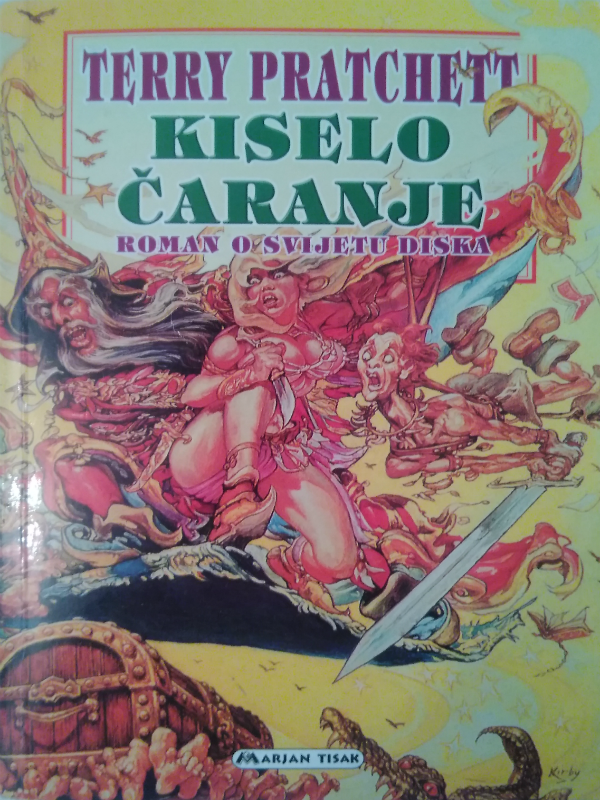 TERRY PRATCHETT
KISELO
ČARANJE
ROMAN O SVIJETU DISKA
MARJAN TISAK
Kirby